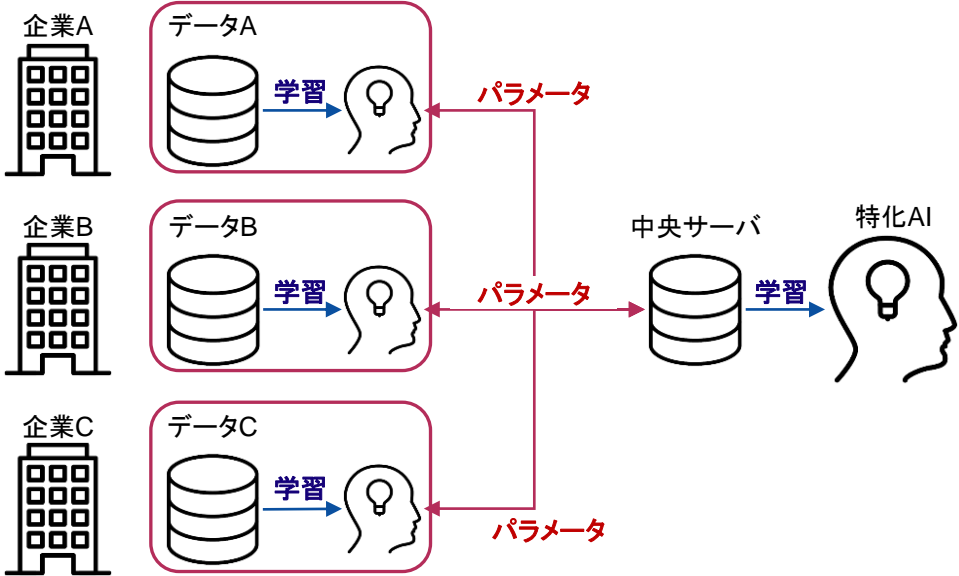 企業A
データA
学習
パラメータ
企業B
データB
学習
パラメータ
中央サーバ
学習
特化AI
企業C
データC
学習
パラメータ